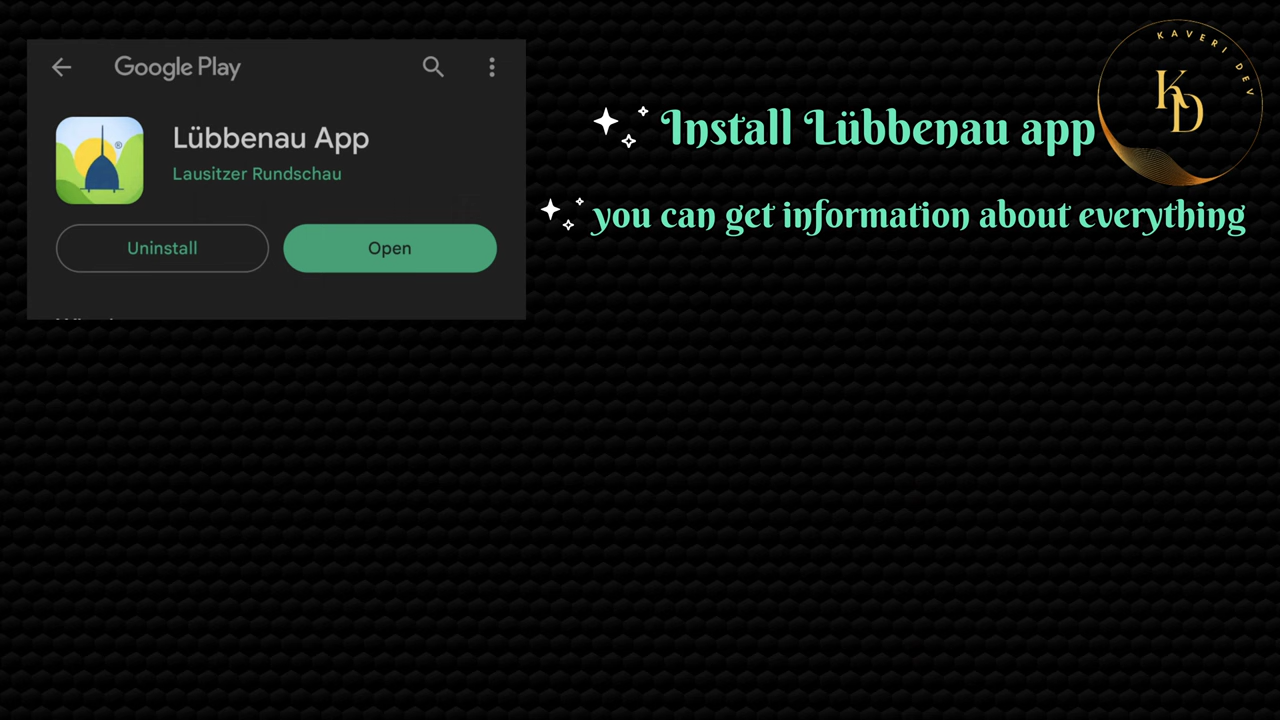 Google Play
Lübbenau App
Lausitzer Rundschau
Uninstall
Open
Install Lübbenau app
you can get information about everything
KAVERI DEV
KD